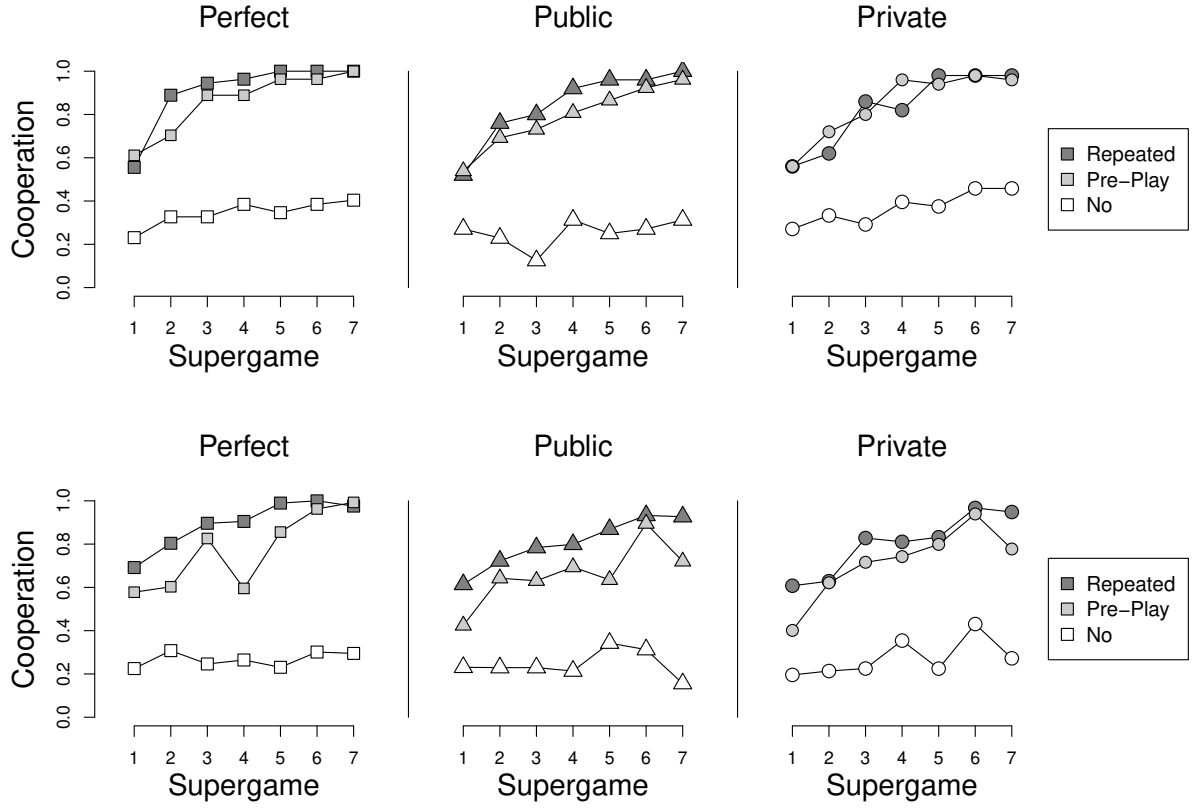 Perfect Public Private
Cooperation
0.0 0.2 0.4 0.6 0.8 1.0
1 2 3 4 5 6 7 1 2 3 4 5 6 7 1 2 3 4 5 6 7
Supergame Supergame Supergame
Repeated
Pre−Play
No
Perfect Public Private
Cooperation
0.0 0.2 0.4 0.6 0.8 1.0
1 2 3 4 5 6 7 1 2 3 4 5 6 7 1 2 3 4 5 6 7
Supergame Supergame Supergame
Repeated
Pre−Play
No